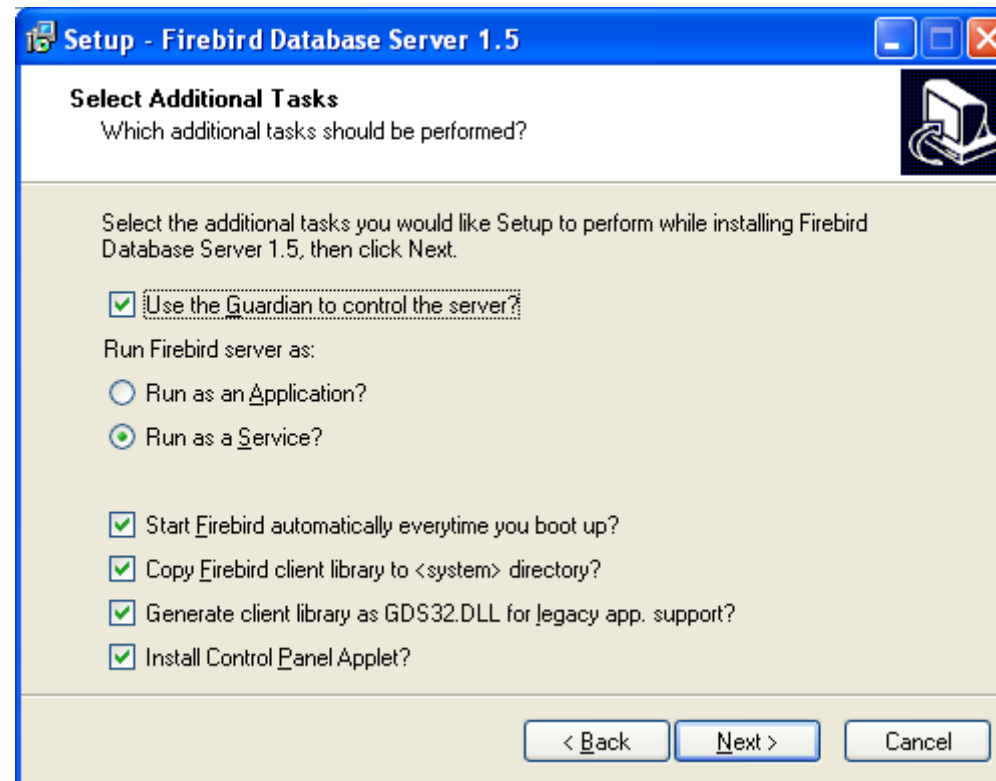 Setup - Firebird Database Server 1.5
Select Additional Tasks
Which additional tasks should be performed?
Select the additional tasks you would like Setup to perform while installing Firebird
Database Server 1.5, then click Next.
Use the Guardian to control the server?
Run Firebird server as:
Run as an Application?
Run as a Service?
Start Firebird automatically everytime you boot up?
Copy Firebird client library to <system> directory?
Generate client library as GDS32.DLL for legacy app. support?
Install Control Panel Applet?
< Back Next > Cancel